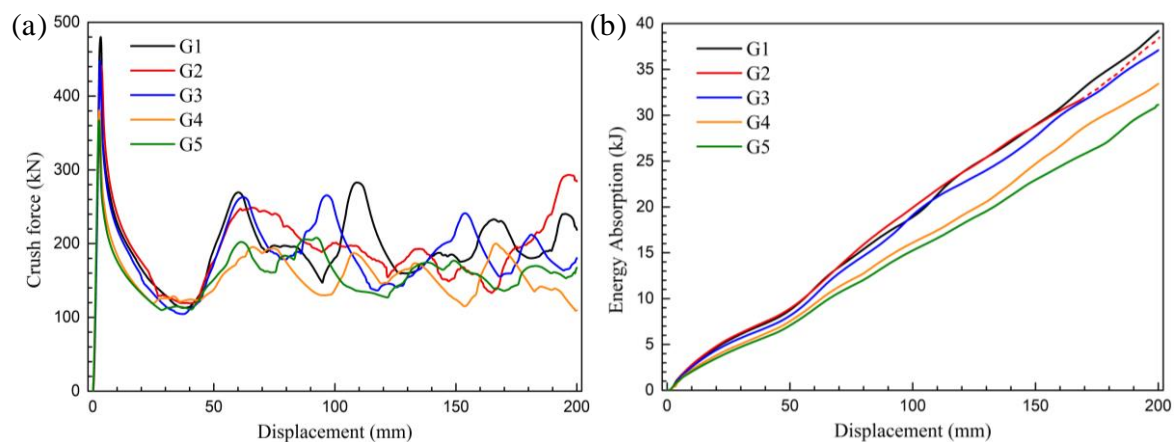 (a)
500
400
300
200
100
0
Crush force (kN)
G1
G2
G3
G4
G5
0 50 100 150 200
Displacement (mm)
(b)
40
35
30
25
20
15
10
5
0
Energy Absorption (kJ)
G1
G2
G3
G4
G5
0 50 100 150 200
Displacement (mm)